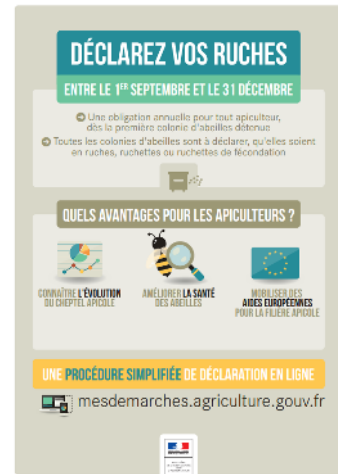 DÉCLAREZ VOS RUCHES
ENTRE LE 1ER SEPTEMBRE ET LE 31 DÉCEMBRE
Une obligation annuelle pour tout apiculteur,
dès la première colonie d'abeilles détenue
Toutes les colonies d'abeilles sont à déclarer, qu'elles soient
en ruches, ruchettes ou ruchettes de fécondation
QUELS AVANTAGES POUR LES APICULTEURS ?
CONNAÎTRE L'ÉVOLUTION
DU CHEPTEL APICOLE
AMÉLIORER LA SANTÉ
DES ABEILLES
MOBILISER DES
AIDES EUROPÉENNES
POUR LA FILIÈRE APICOLE
UNE PROCÉDURE SIMPLIFIÉE DE DÉCLARATION EN LIGNE
mesdemarches.agriculture.gouv.fr